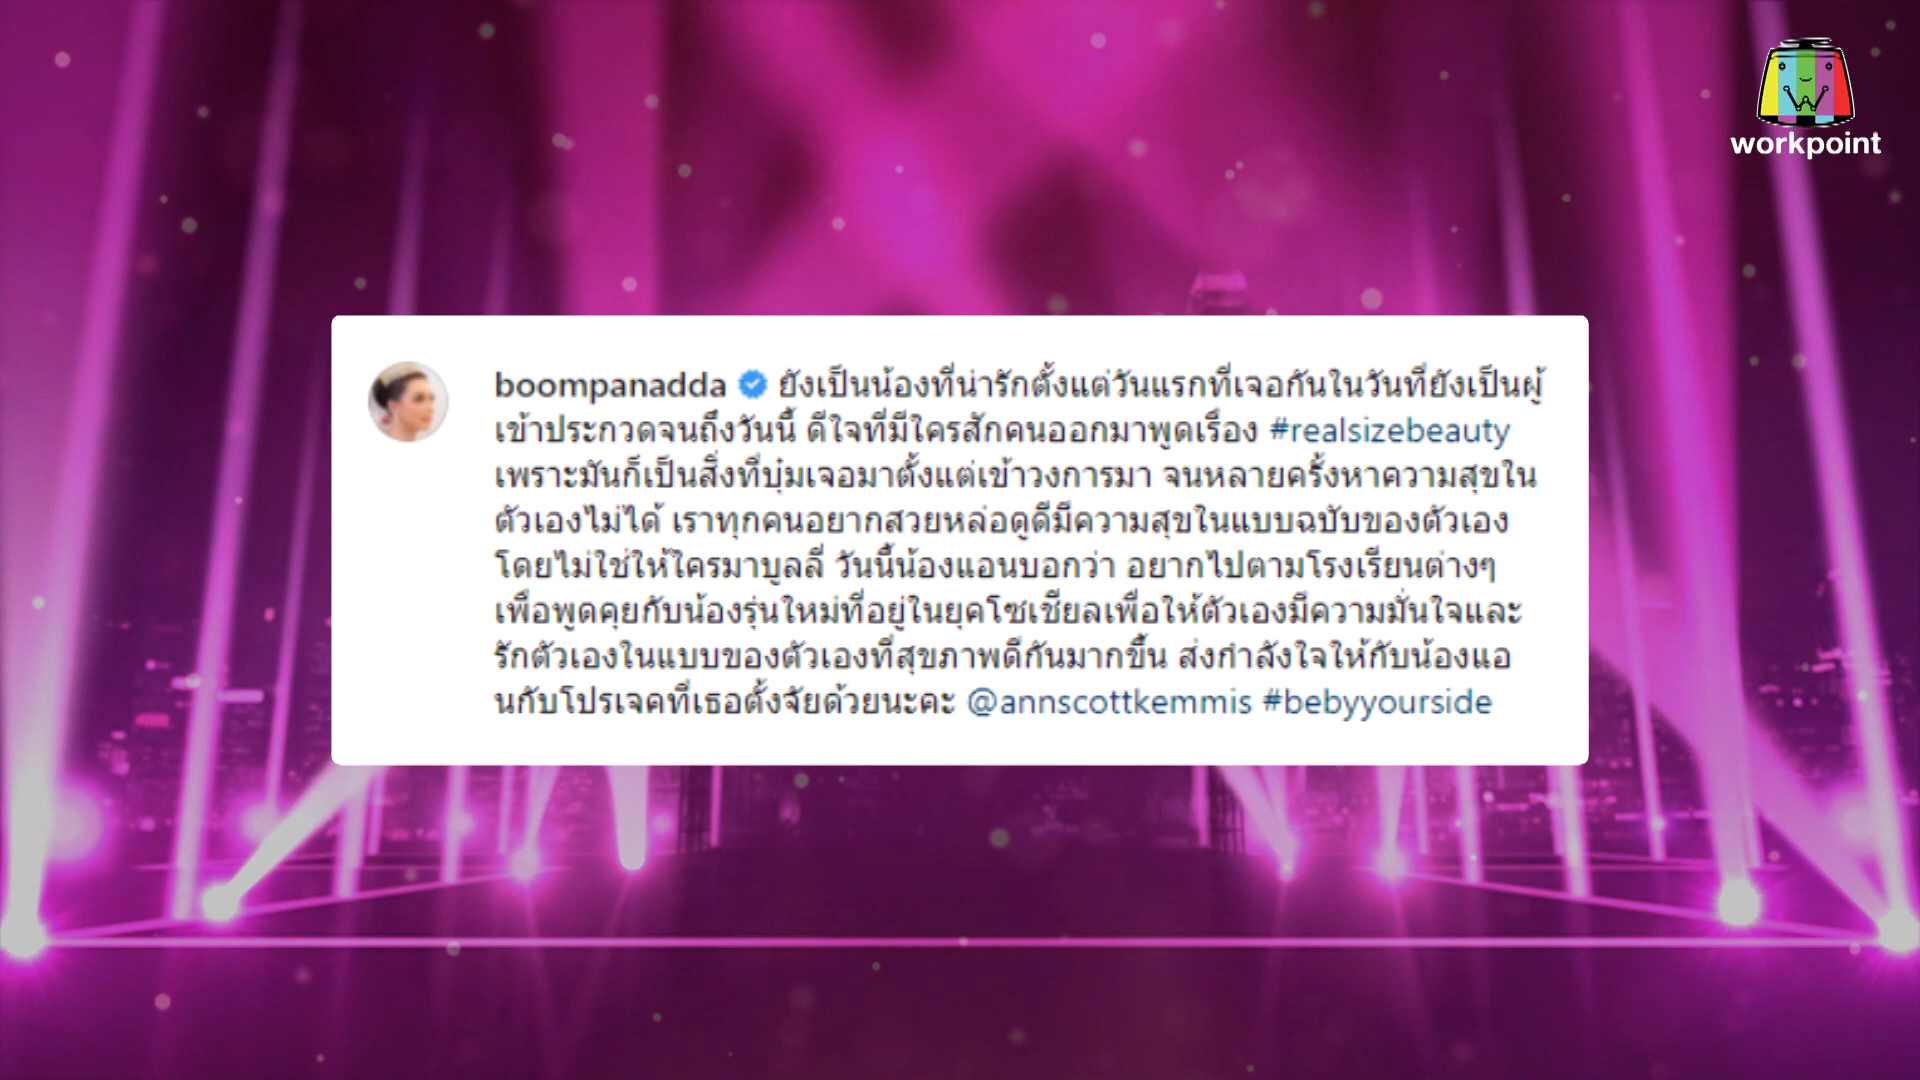 workpoint
boompanadda ยังเป็นน้องที่น่ารักตั้งแต่วันแรกที่เจอกันในวันที่ยังเป็นผู้
เข้าประกวดจนถึงวันนี้ ดีใจที่มีใครสักคนออกมาพูดเรื่อง #realsizebeauty
เพราะมันก็เป็นสิ่งที่บุ๋มเจอมาตั้งแต่เข้าวงการมา จนหลายครั้งหาความสุขใน
ตัวเองไม่ได้ เราทุกคนอยากสวยหล่อดูดีมีความสุขในแบบฉบับของตัวเอง
โดยไม่ใช่ให้ใครมาบูลลี่ วันนี้น้องแอนบอกว่า อยากไปตามโรงเรียนต่างๆ
เพื่อพูดคุยกับน้องรุ่นใหม่ที่อยู่ในยุคโซเชียลเพื่อให้ตัวเองมีความมั่นใจและ
รักตัวเองในแบบของตัวเองที่สุขภาพดีกันมากขึ้น ส่งกำลังใจให้กับน้องแอ
นกับโปรเจคที่เธอตั้งจัยด้วยนะคะ @annscottkemmis #bebyyourside